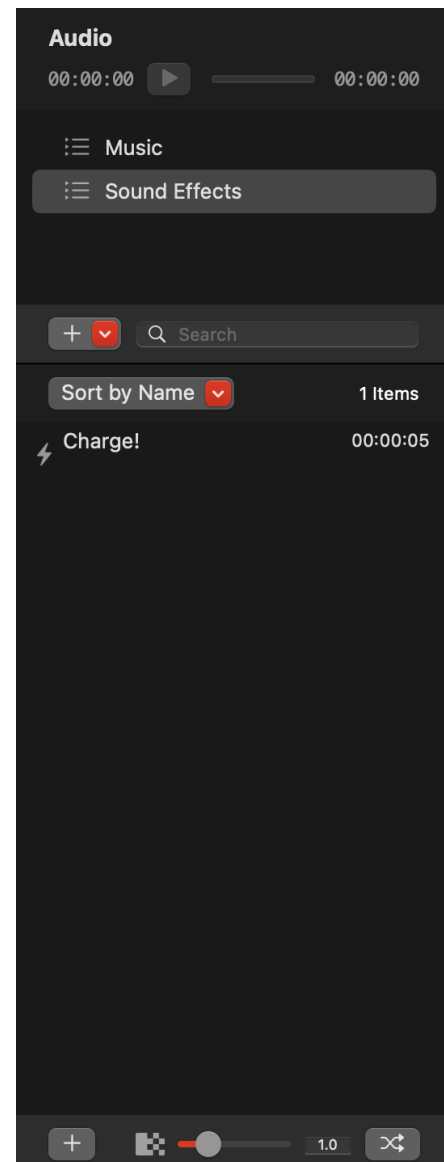 Audio
00:00:00 00:00:00
Music
Sound Effects
Search
Sort by Name 1 Items
Charge! 00:00:05
1.0